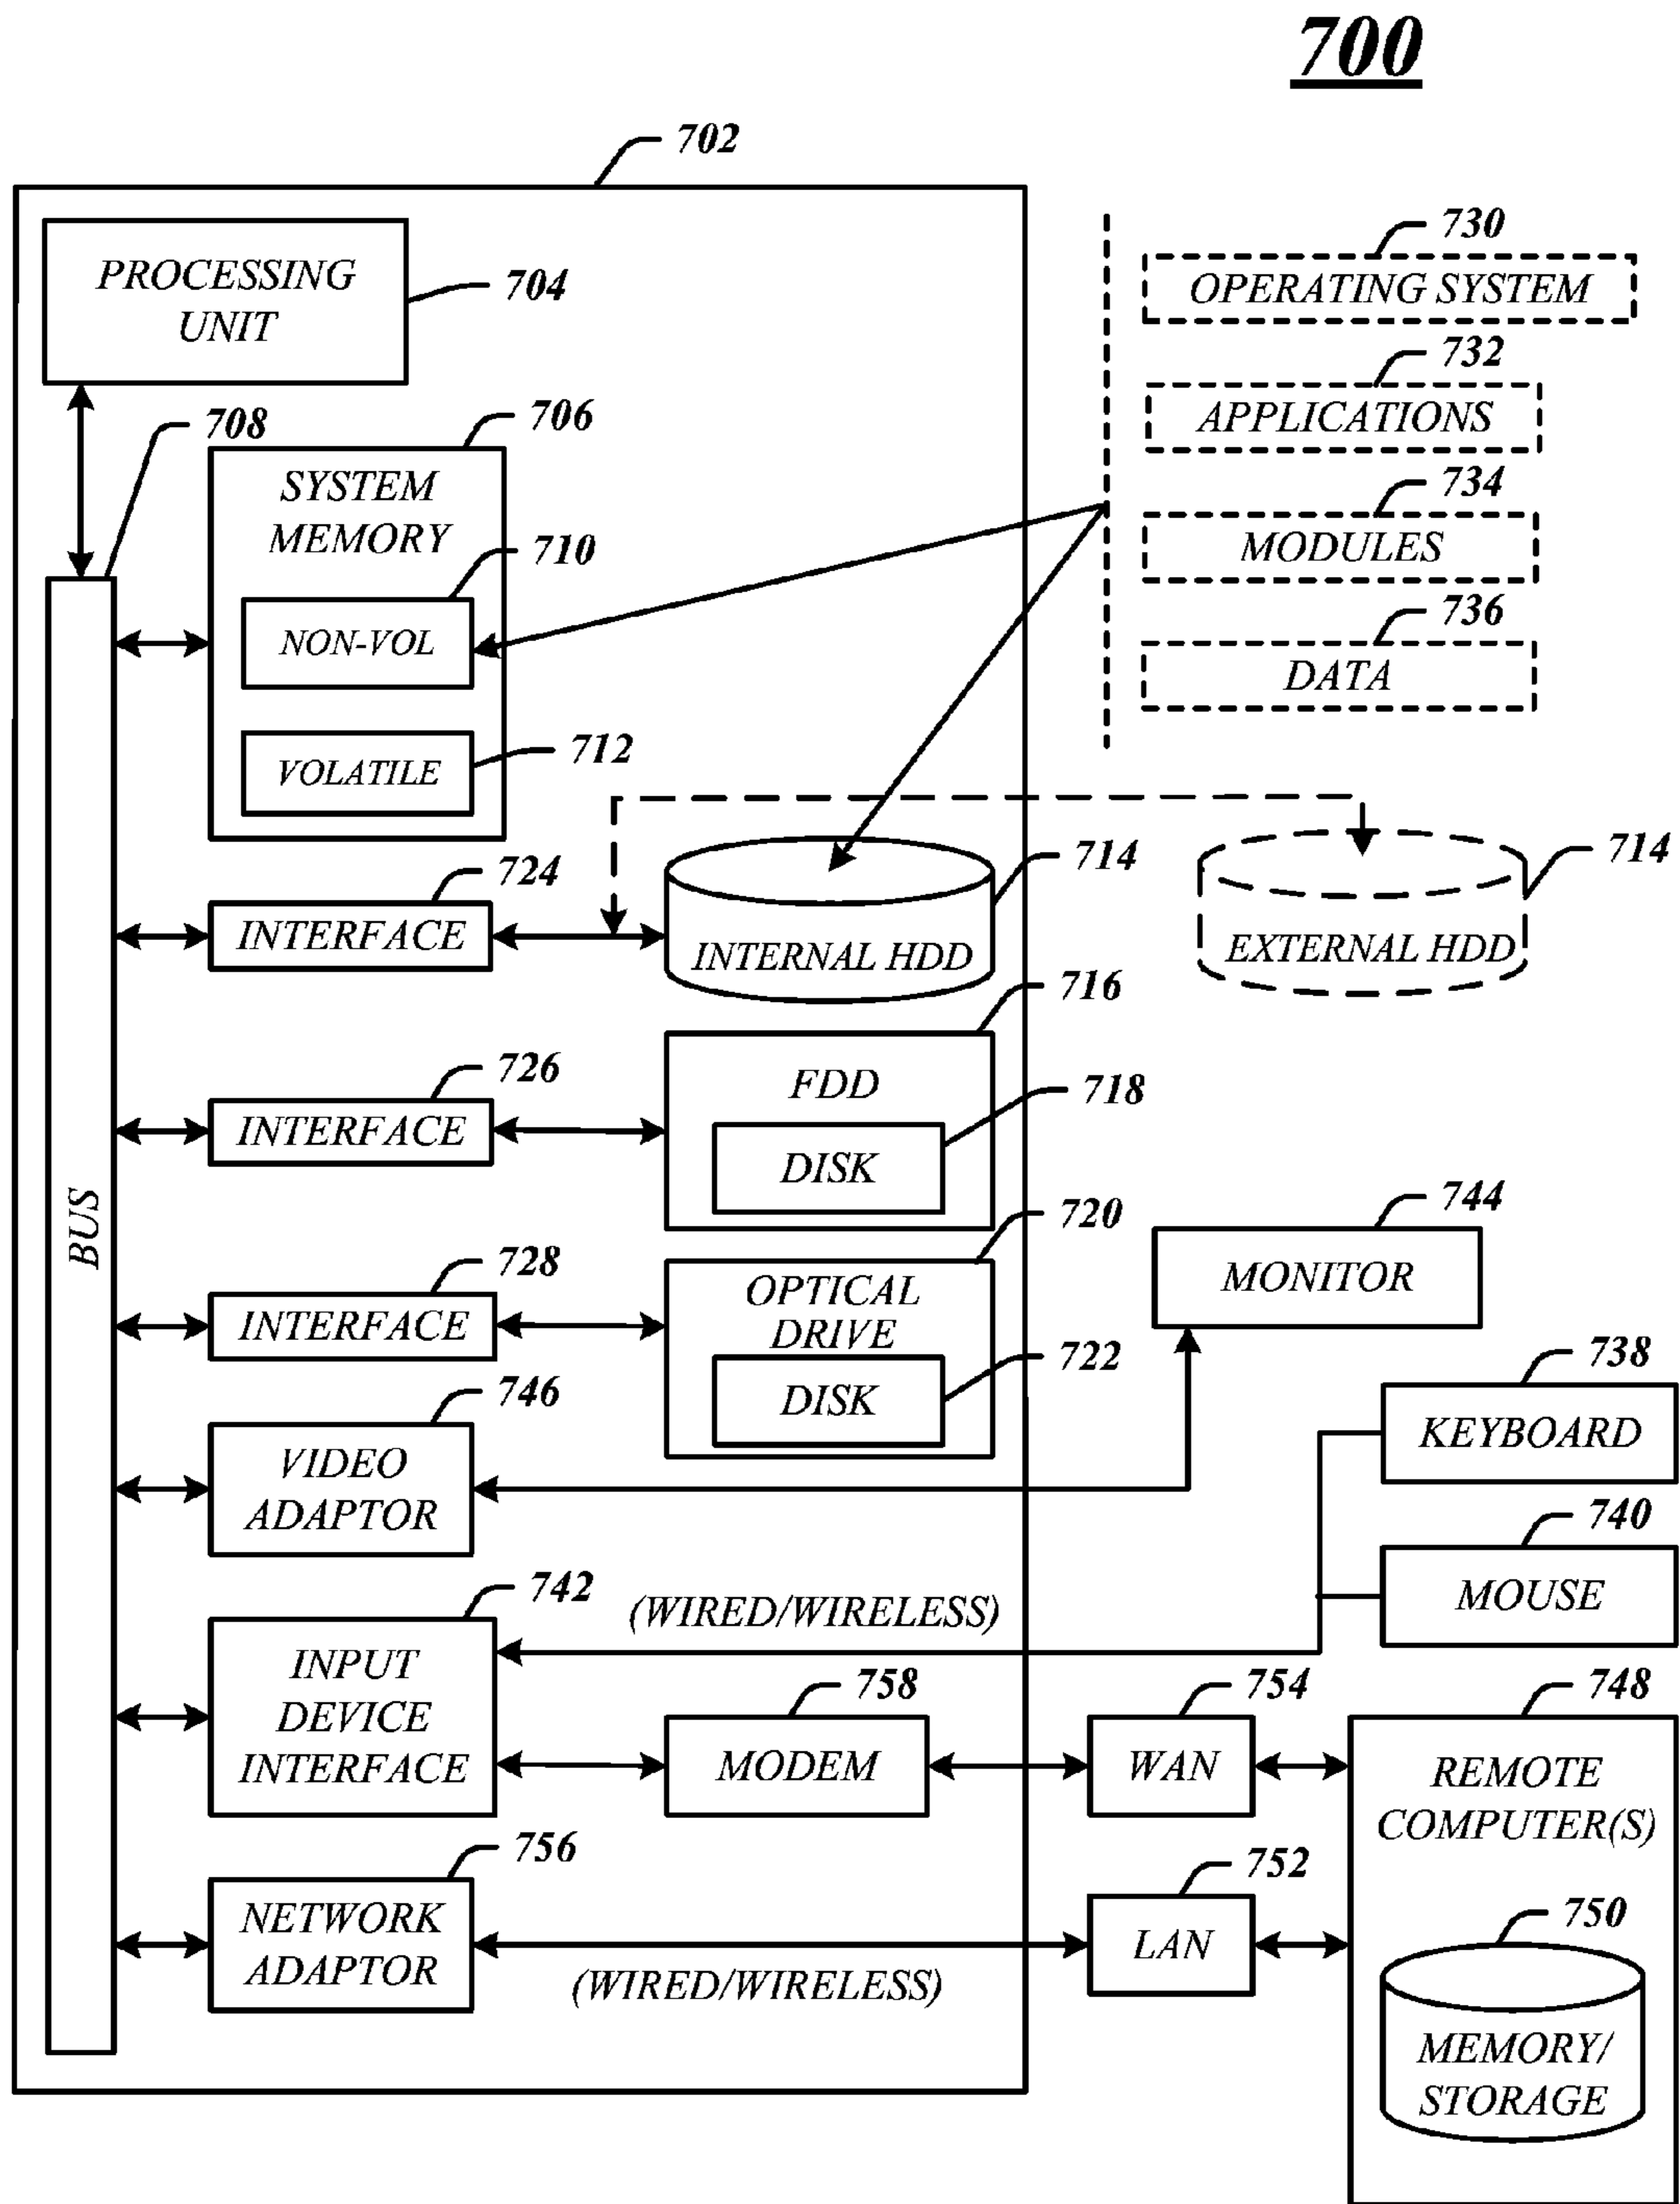 700
702
PROCESSING
UNIT
704
730
OPERATING SYSTEM
732
APPLICATIONS
734
MODULES
736
DATA
708
706
SYSTEM
MEMORY
710
NON-VOL
712
VOLATILE
724
INTERFACE
714
INTERNAL HDD
714
EXTERNAL HDD
716
FDD
718
DISK
726
INTERFACE
BUS
720
OPTICAL
DRIVE
722
DISK
728
INTERFACE
744
MONITOR
746
VIDEO
ADAPTOR
738
KEYBOARD
740
MOUSE
742
INPUT
DEVICE
INTERFACE
(WIRED/WIRELESS)
758
MODEM
754
WAN
748
REMOTE
COMPUTER(S)
756
NETWORK
ADAPTOR
(WIRED/WIRELESS)
752
LAN
750
MEMORY/
STORAGE